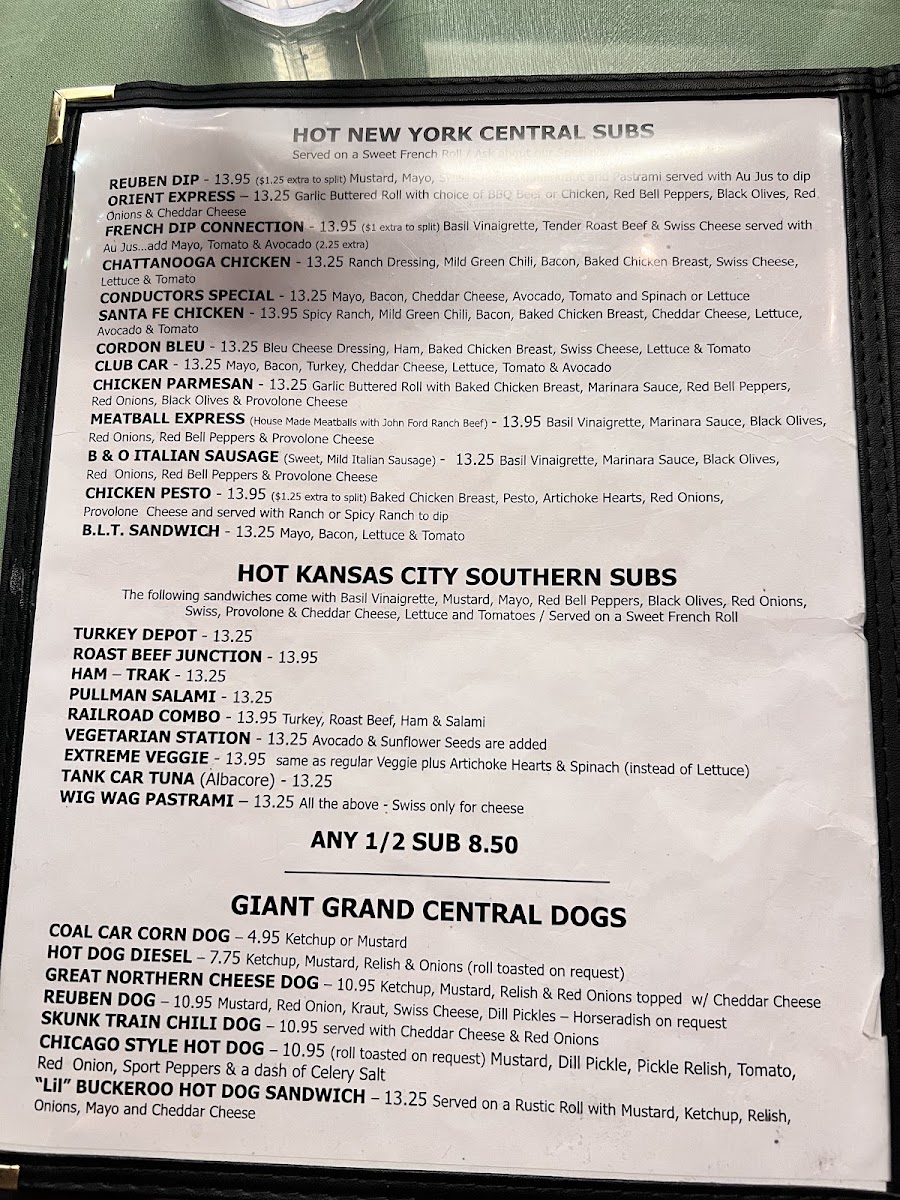 HOT NEW YORK CENTRAL SUBS
Served on a Sweet French Roll / Ask about our
REUBEN DIP - 13.95 ($1.25 extra to split) Mustard, Mayo, Pastrami served with Au Jus to dip
ORIENT EXPRESS – 13.25 Garlic Buttered Roll with choice of BBQ Beef or Chicken, Red Bell Peppers, Black Olives, Red
Onions & Cheddar Cheese
FRENCH DIP CONNECTION - 13.95 ($1 extra to split) Basil Vinaigrette, Tender Roast Beef & Swiss Cheese served with
Au Jus...add Mayo, Tomato & Avocado (2.25 extra)
CHATTANOOGA CHICKEN - 13.25 Ranch Dressing, Mild Green Chili, Bacon, Baked Chicken Breast, Swiss Cheese,
Lettuce & Tomato
CONDUCTORS SPECIAL - 13.25 Mayo, Bacon, Cheddar Cheese, Avocado, Tomato and Spinach or Lettuce
SANTA FE CHICKEN - 13.95 Spicy Ranch, Mild Green Chili, Bacon, Baked Chicken Breast, Cheddar Cheese, Lettuce,
Avocado & Tomato
CORDON BLEU - 13.25 Bleu Cheese Dressing, Ham, Baked Chicken Breast, Swiss Cheese, Lettuce & Tomato
CLUB CAR - 13.25 Mayo, Bacon, Turkey, Cheddar Cheese, Lettuce, Tomato & Avocado
CHICKEN PARMESAN - 13.25 Garlic Buttered Roll with Baked Chicken Breast, Marinara Sauce, Red Bell Peppers,
Red Onions, Black Olives & Provolone Cheese
MEATBALL EXPRESS (House Made Meatballs with John Ford Ranch Beef) - 13.95 Basil Vinaigrette, Marinara Sauce, Black Olives,
Red Onions, Red Bell Peppers & Provolone Cheese
B & O ITALIAN SAUSAGE (Sweet, Mild Italian Sausage) - 13.25 Basil Vinaigrette, Marinara Sauce, Black Olives,
Red Onions, Red Bell Peppers & Provolone Cheese
CHICKEN PESTO - 13.95 ($1.25 extra to split) Baked Chicken Breast, Pesto, Artichoke Hearts, Red Onions,
Provolone Cheese and served with Ranch or Spicy Ranch to dip
B.L.T. SANDWICH - 13.25 Mayo, Bacon, Lettuce & Tomato
HOT KANSAS CITY SOUTHERN SUBS
The following sandwiches come with Basil Vinaigrette, Mustard, Mayo, Red Bell Peppers, Black Olives, Red Onions,
Swiss, Provolone & Cheddar Cheese, Lettuce and Tomatoes / Served on a Sweet French Roll
TURKEY DEPOT - 13.25
ROAST BEEF JUNCTION - 13.95
HAM – TRAK - 13.25
PULLMAN SALAMI - 13.25
RAILROAD COMBO - 13.95 Turkey, Roast Beef, Ham & Salami
VEGETARIAN STATION - 13.25 Avocado & Sunflower Seeds are added
EXTREME VEGGIE - 13.95 same as regular Veggie plus Artichoke Hearts & Spinach (instead of Lettuce)
TANK CAR TUNA (Albacore) - 13.25
WIG WAG PASTRAMI – 13.25 All the above - Swiss only for cheese
ANY 1/2 SUB 8.50
GIANT GRAND CENTRAL DOGS
COAL CAR CORN DOG – 4.95 Ketchup or Mustard
HOT DOG DIESEL – 7.75 Ketchup, Mustard, Relish & Onions (roll toasted on request)
GREAT NORTHERN CHEESE DOG – 10.95 Ketchup, Mustard, Relish & Red Onions topped w/ Cheddar Cheese
REUBEN DOG – 10.95 Mustard, Red Onion, Kraut, Swiss Cheese, Dill Pickles – Horseradish on request
SKUNK TRAIN CHILI DOG – 10.95 served with Cheddar Cheese & Red Onions
CHICAGO STYLE HOT DOG – 10.95 (roll toasted on request) Mustard, Dill Pickle, Pickle Relish, Tomato,
Red Onion, Sport Peppers & a dash of Celery Salt
"Lil" BUCKEROO HOT DOG SANDWICH – 13.25 Served on a Rustic Roll with Mustard, Ketchup, Relish,
Onions, Mayo and Cheddar Cheese